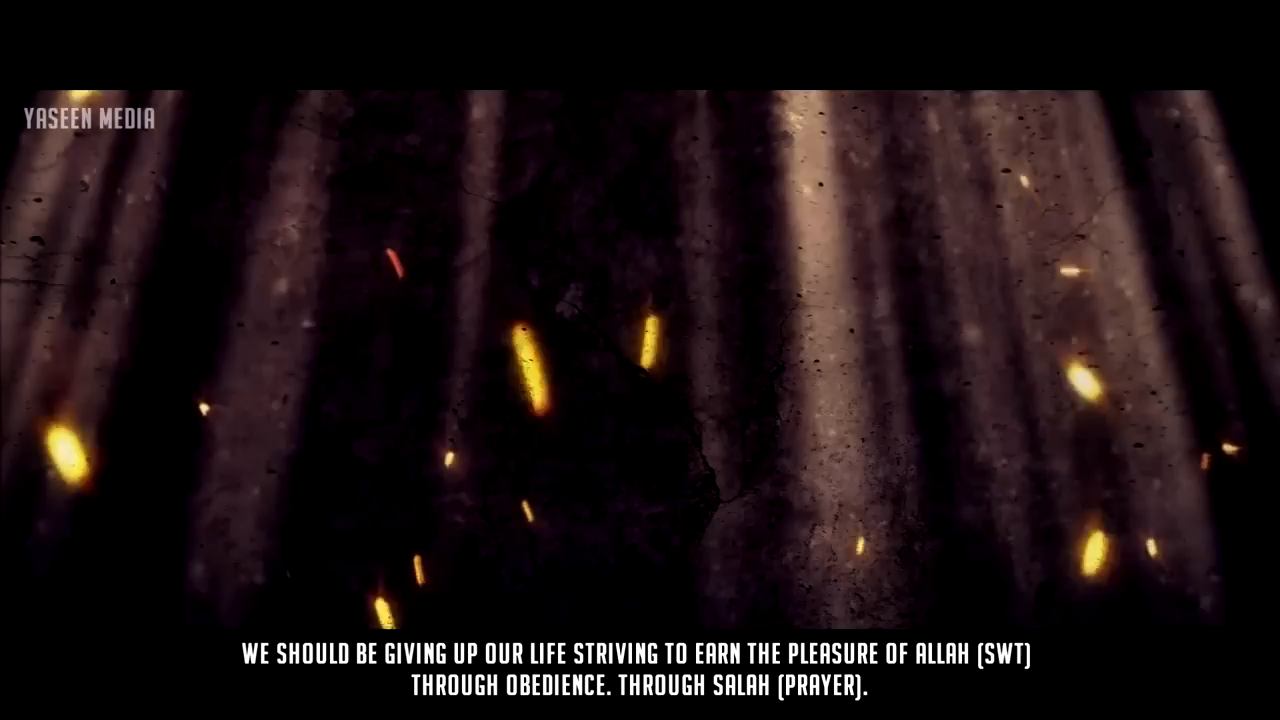 YASEEN MEDIA
WE SHOULD BE GIVING UP OUR LIFE STRIVING TO EARN THE PLEASURE OF ALLAH (SWT)
THROUGH OBEDIENCE. THROUGH SALAH (PRAYER).